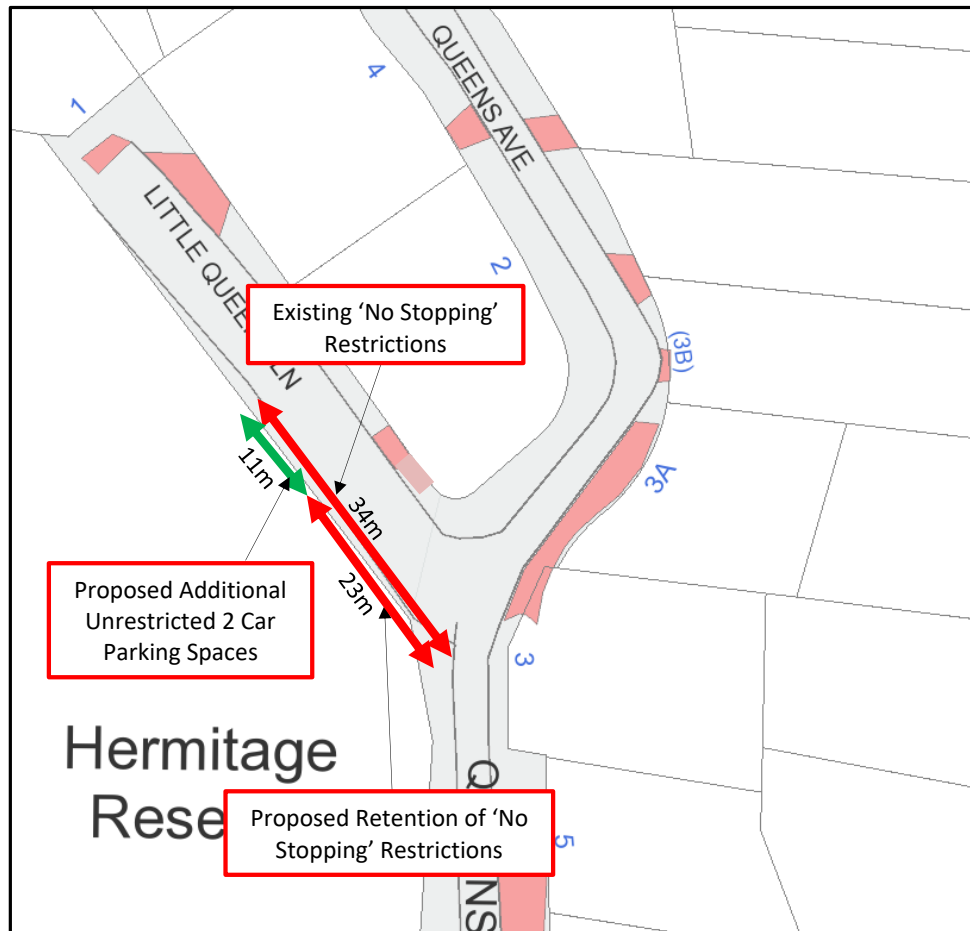 1
4
QUEENS AVE
LITTLE QUEE
LN
2
Existing ‘No Stopping’
Restrictions
(3B)
3A
11m
34m
23m
Proposed Additional
Unrestricted 2 Car
Parking Spaces
3
Hermitage
Rese
Proposed Retention of ‘No
Stopping’ Restrictions
5
Q
NS